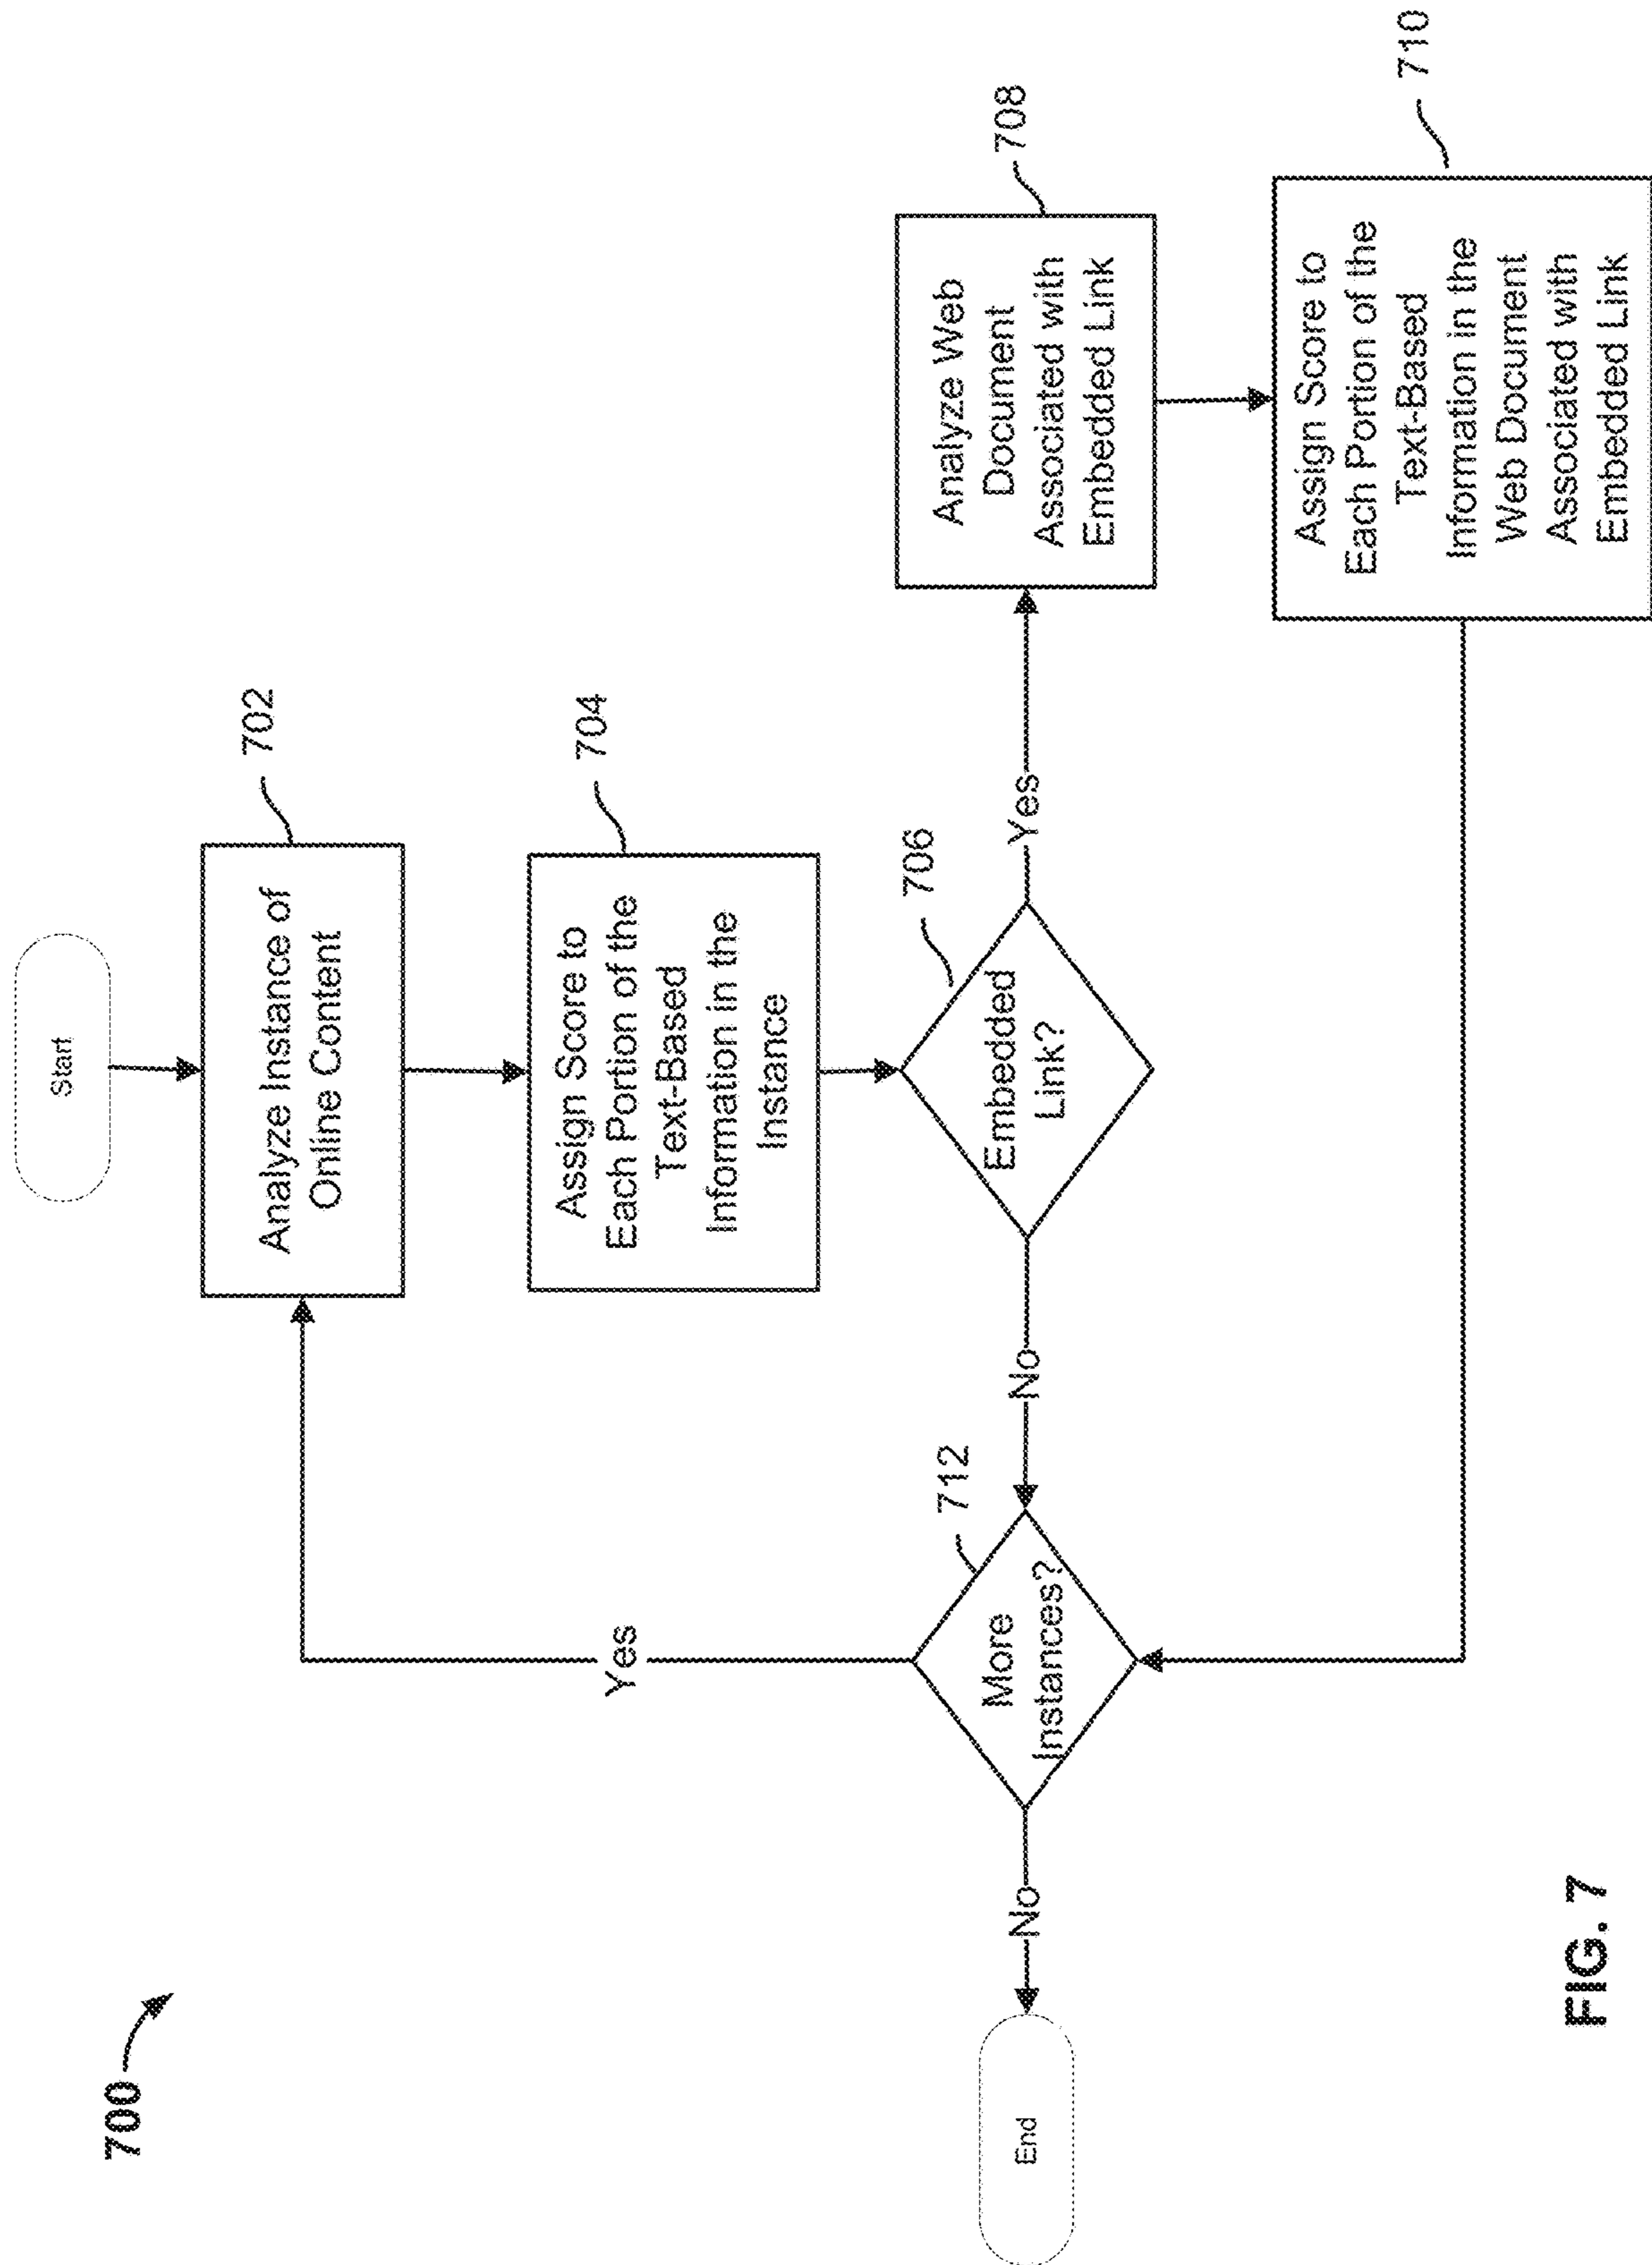 700
Start
702
Analyze Instance of
Online Content
704
Assign Score to
Each Portion of the
Text-Based
Information in the
Instance
706
Embedded
Link?
Yes
708
Analyze Web
Document
Associated with
Embedded Link
710
Assign Score to
Each Portion of the
Text-Based
Information in the
Web Document
Associated with
Embedded Link
No
712
More
Instances?
Yes
No
End
FIG. 7